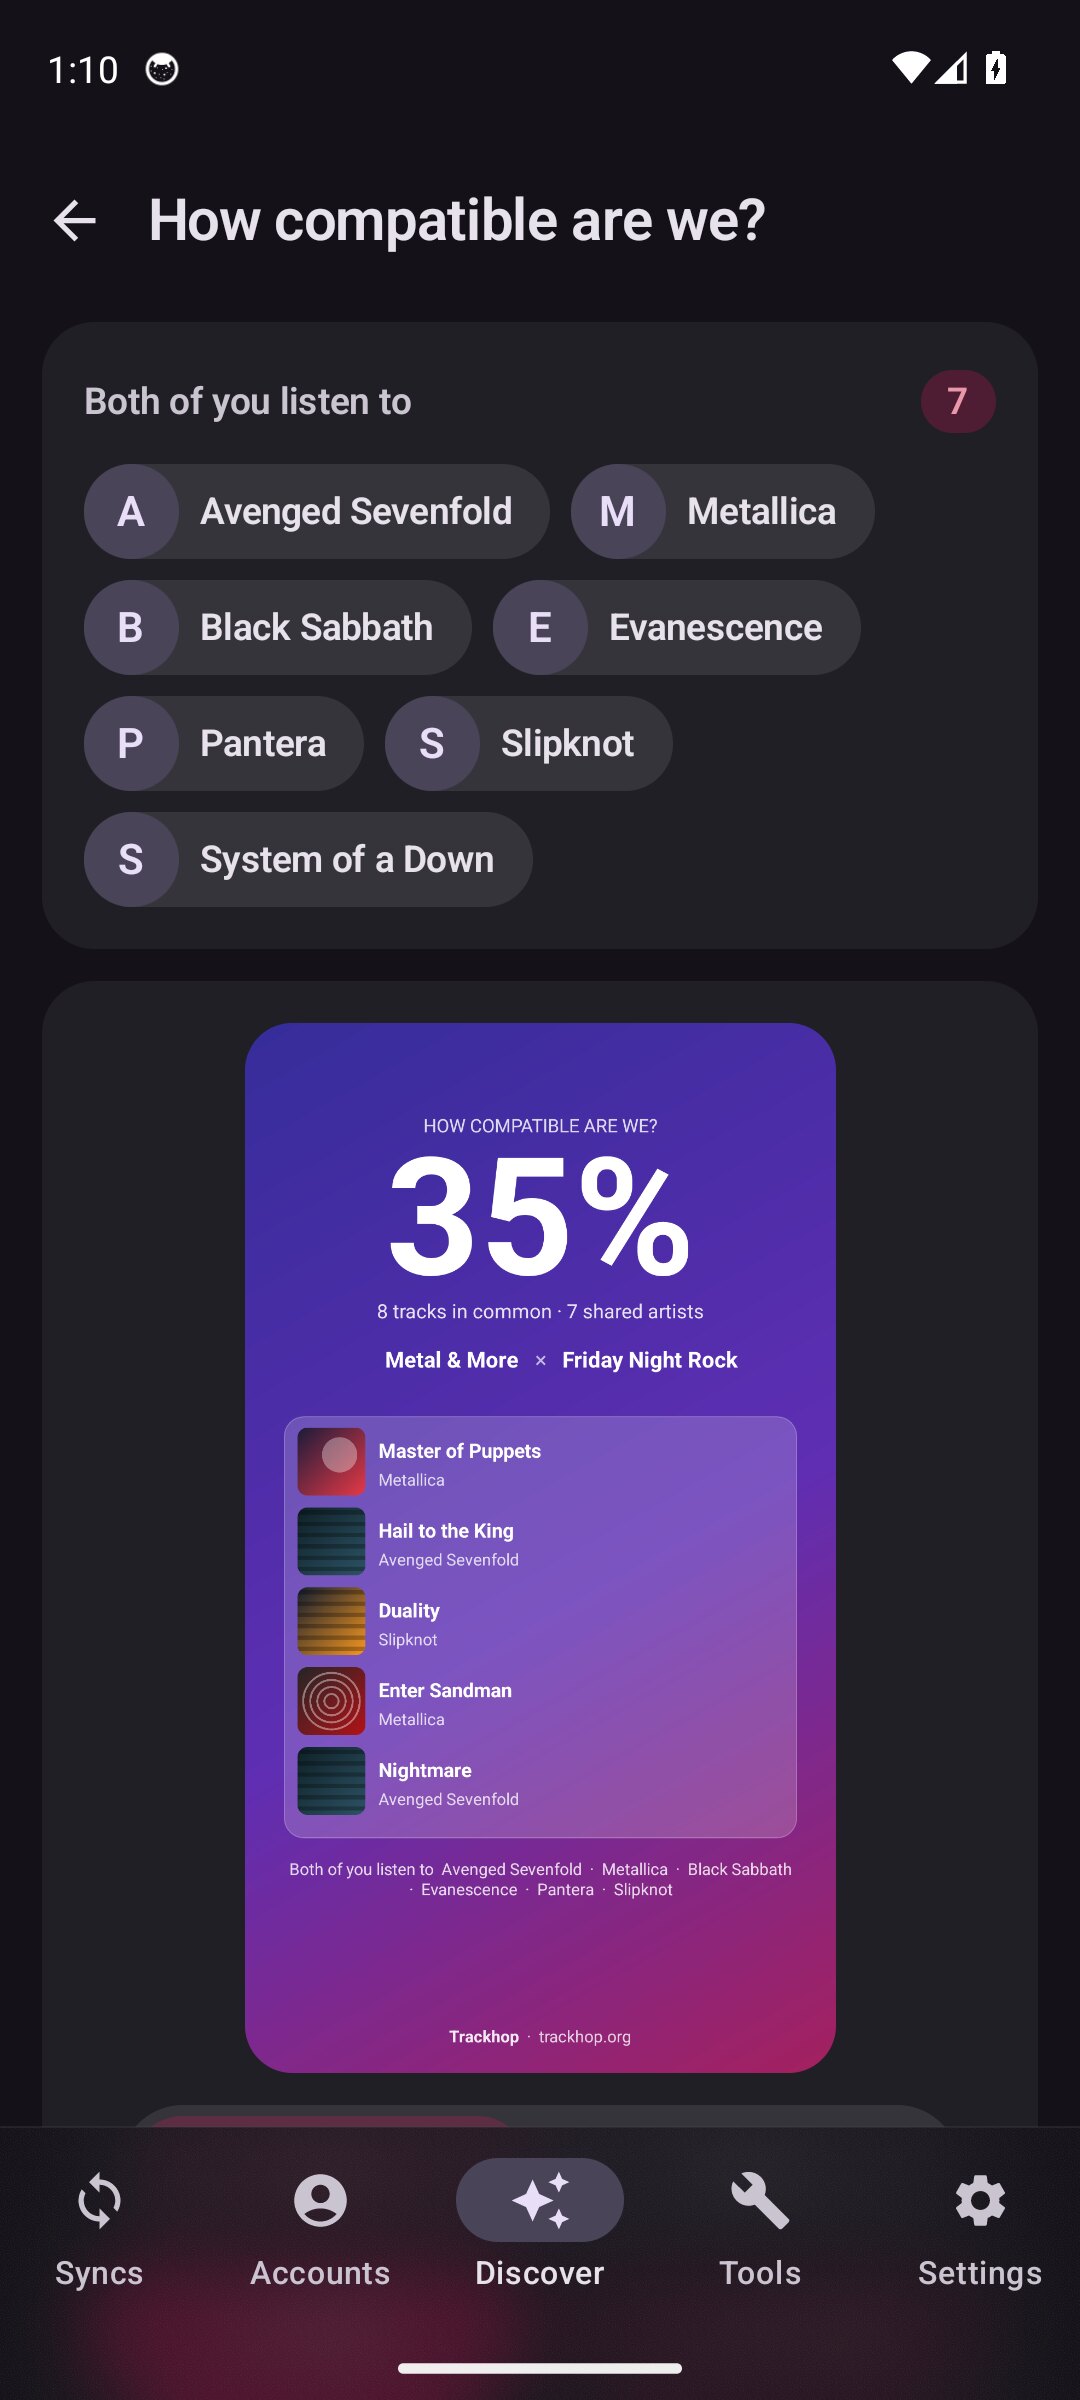 1:10
How compatible are we?
Both of you listen to
7
A Avenged Sevenfold
M Metallica
B Black Sabbath
E Evanescence
P Pantera
S Slipknot
S System of a Down
HOW COMPATIBLE ARE WE?
35%
8 tracks in common · 7 shared artists
Metal & More × Friday Night Rock
Master of Puppets
Metallica
Hail to the King
Avenged Sevenfold
Duality
Slipknot
Enter Sandman
Metallica
Nightmare
Avenged Sevenfold
Both of you listen to Avenged Sevenfold · Metallica · Black Sabbath
· Evanescence · Pantera · Slipknot
Trackhop · trackhop.org
Syncs
Accounts
Discover
Tools
Settings